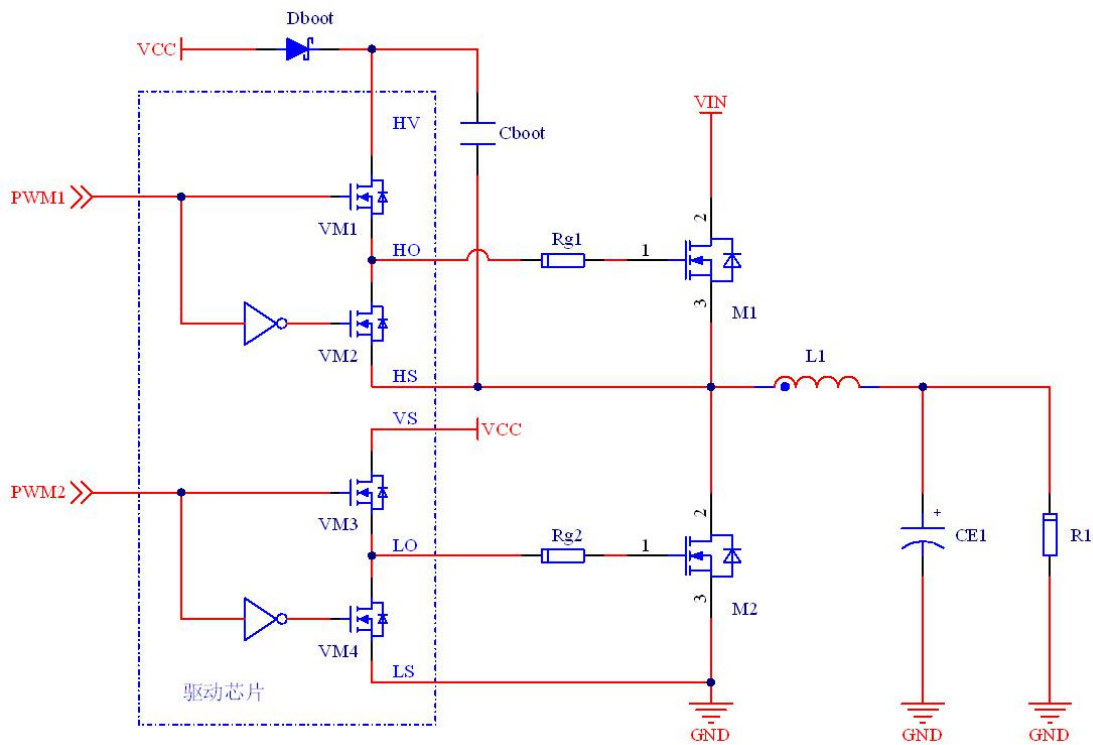 Dboot
VCC
HV
Cboot
VIN
PWM1
VM1
HO
Rg1
1
2
3
M1
VM2
HS
L1
VS
VCC
PWM2
VM3
LO
Rg2
1
2
3
M2
+
CE1
R1
VM4
LS
驱动芯片
GND
GND
GND